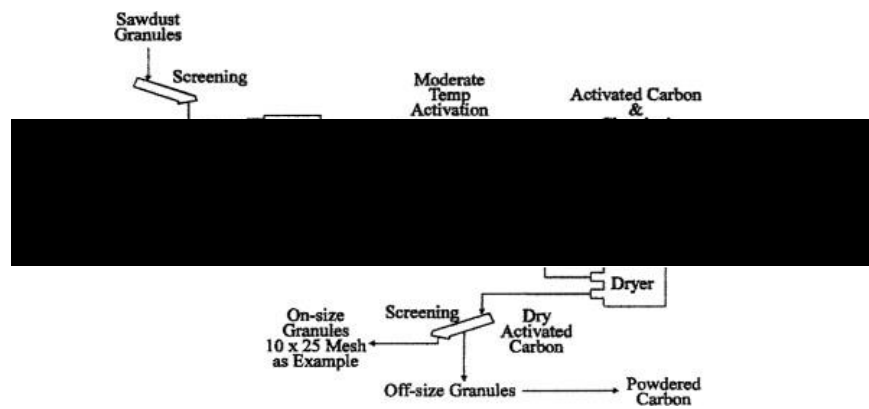 Sawdust
Granules
Screening
Moderate
Temp
Activation
Activated Carbon
&
Dryer
Screening
On-size
Granules
10 x 25 Mesh
as Example
Dry
Activated
Carbon
Off-size Granules
Powdered
Carbon